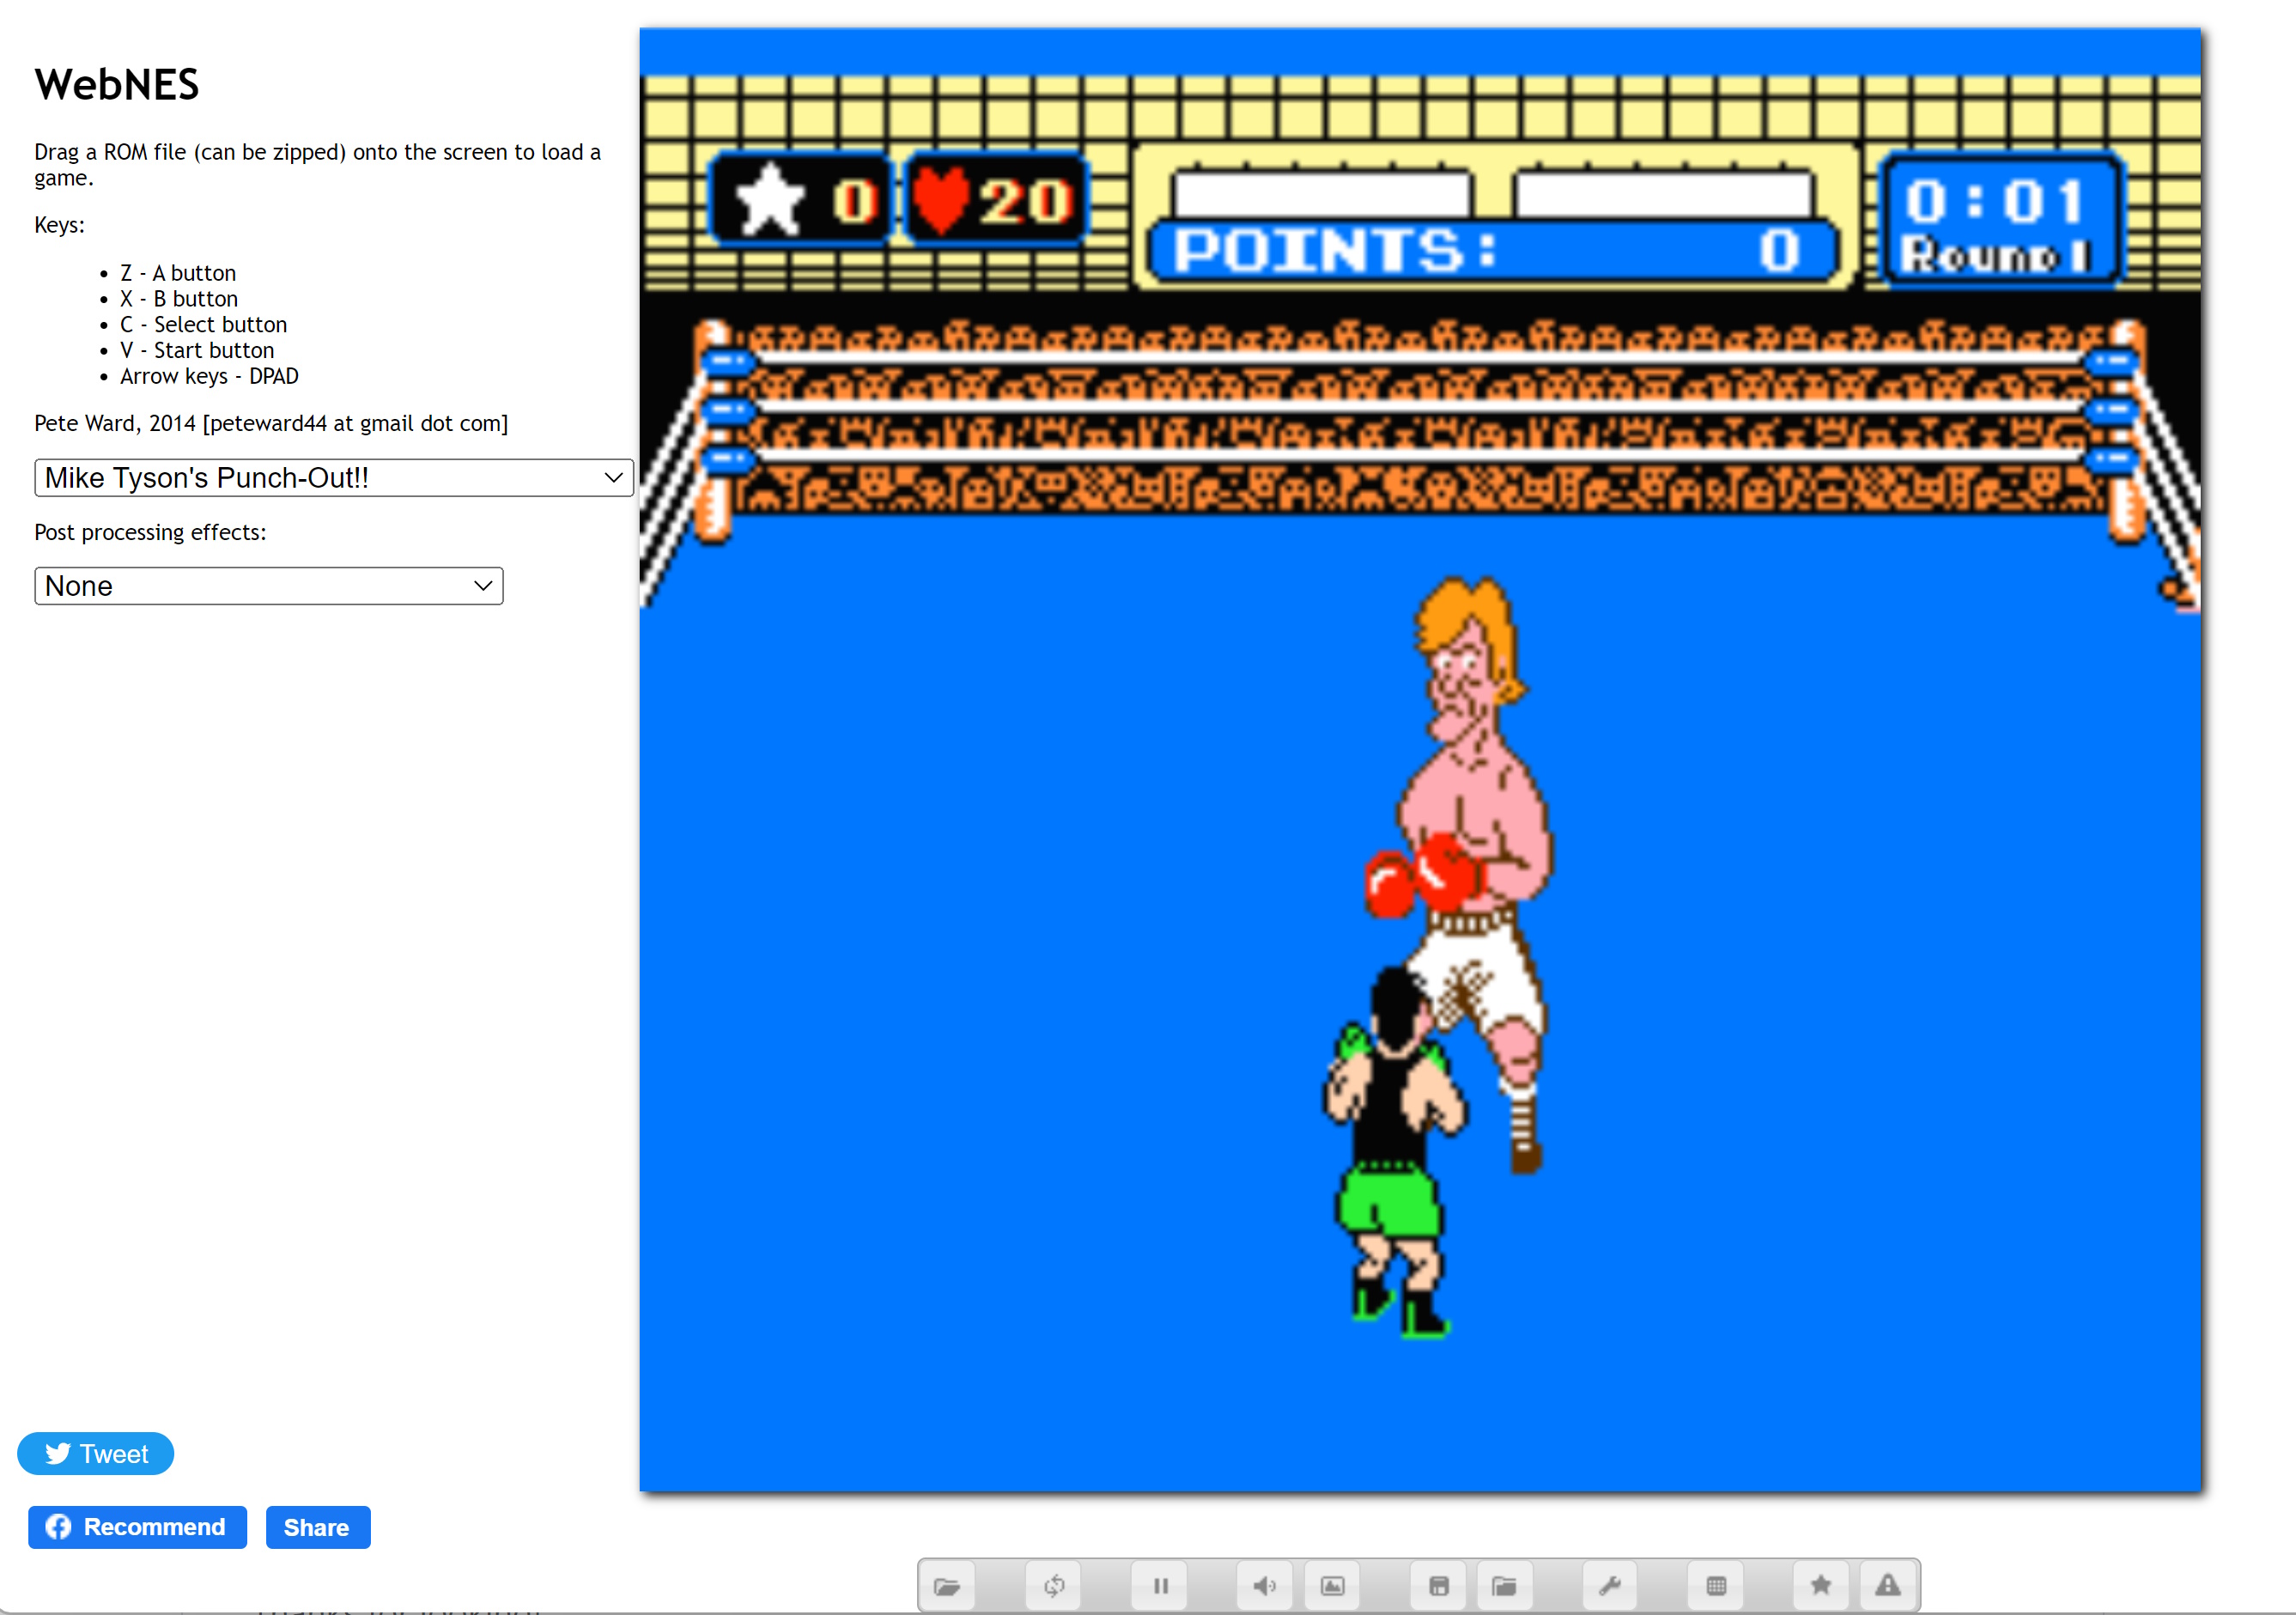 WebNES
Drag a ROM file (can be zipped) onto the screen to load a
game.
Keys:
Z - A button
X - B button
C - Select button
V - Start button
Arrow keys - DPAD
Pete Ward, 2014 [peteward44 at gmail dot com]
Mike Tyson's Punch-Out!!
Post processing effects:
None
Tweet
Recommend Share
0 20
POINTS: 0
0:01
Round 1